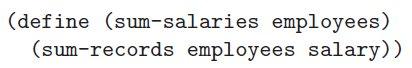 (define (sum-salaries employees)
(sum-records employees salary))